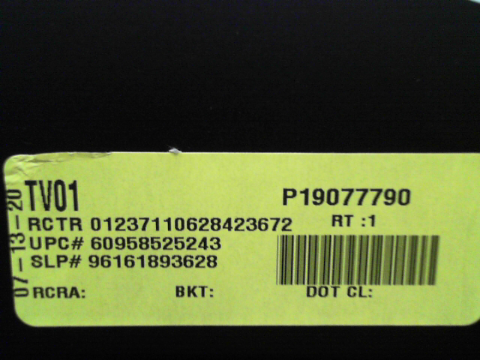 TV01 P19077790
RCTR 01237110628423672 RT :1
UPC# 60958525243
SLP# 96161893628
RCRA: BKT: DOT CL:
07-13-20